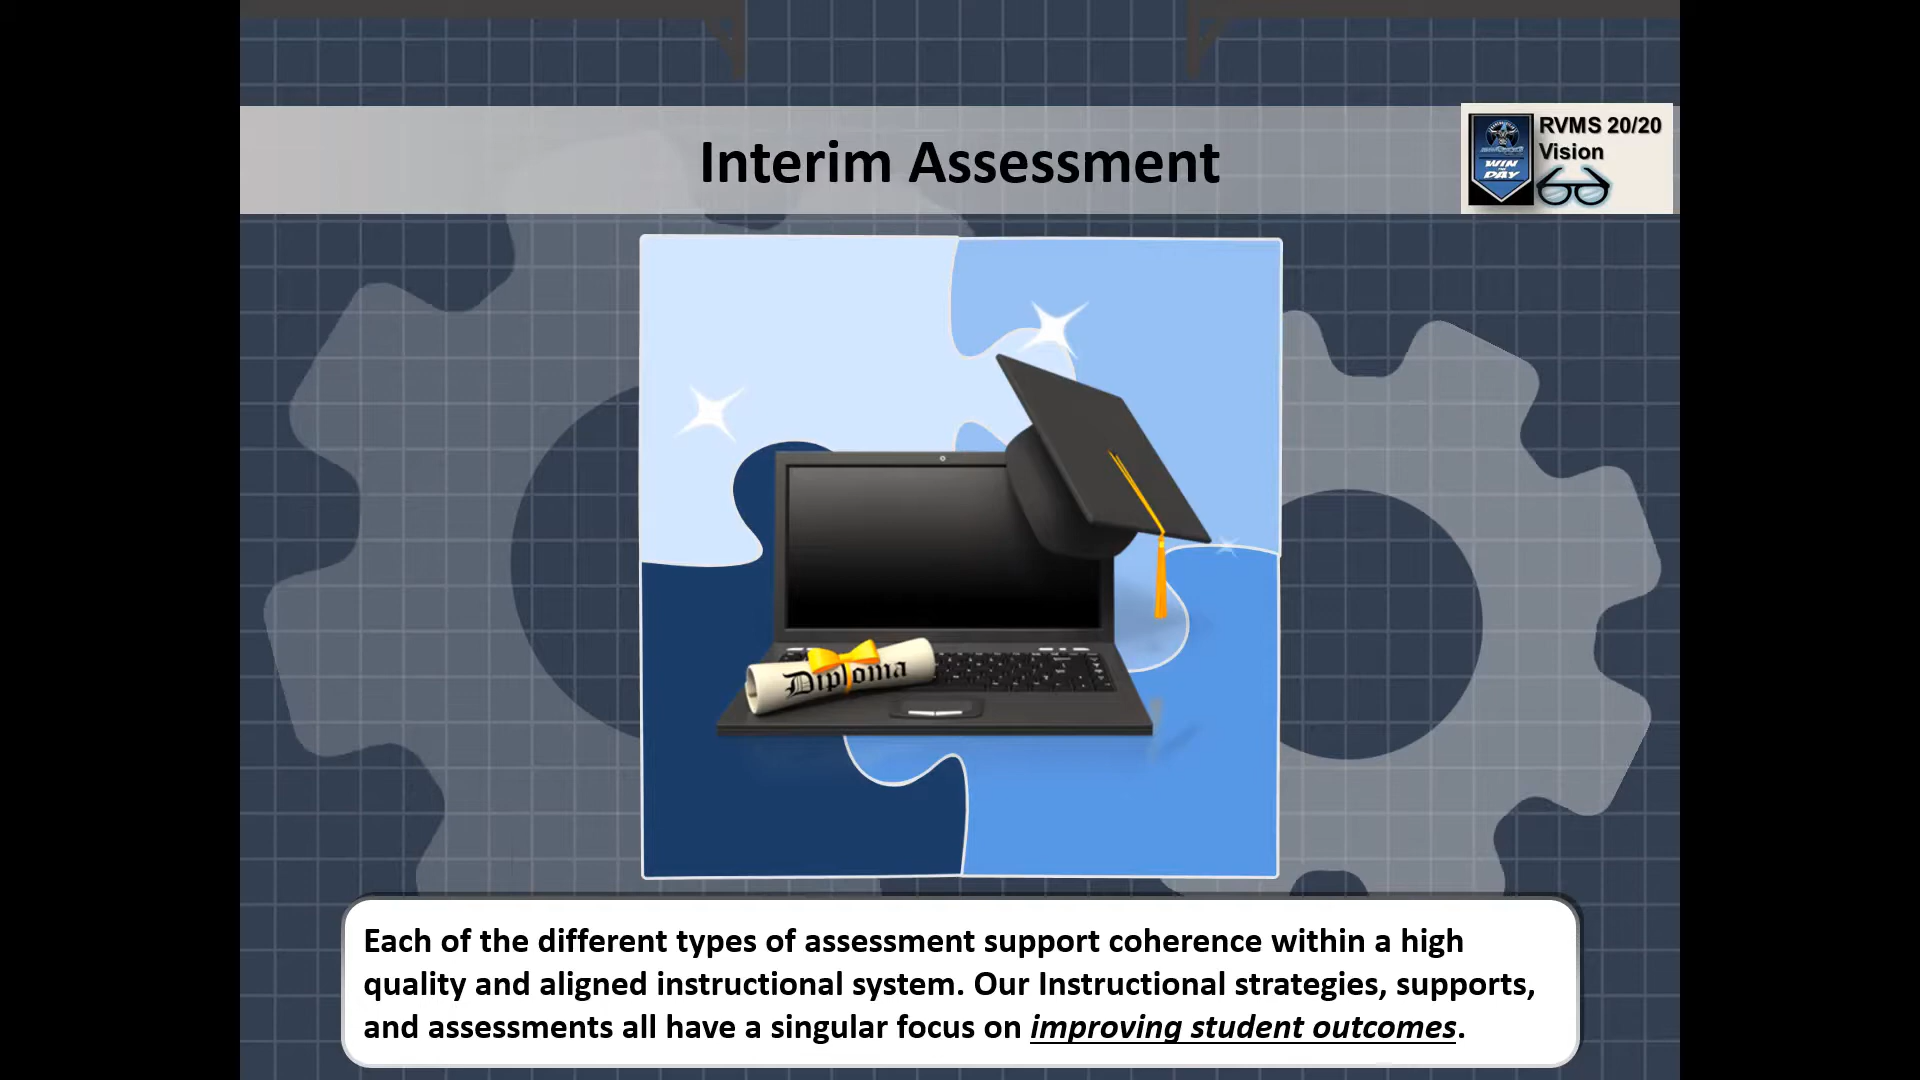 Interim Assessment
RVMS 20/20
Vision
WIN
DAY
Diploma
Each of the different types of assessment support coherence within a high
quality and aligned instructional system. Our Instructional strategies, supports,
and assessments all have a singular focus on improving student outcomes.